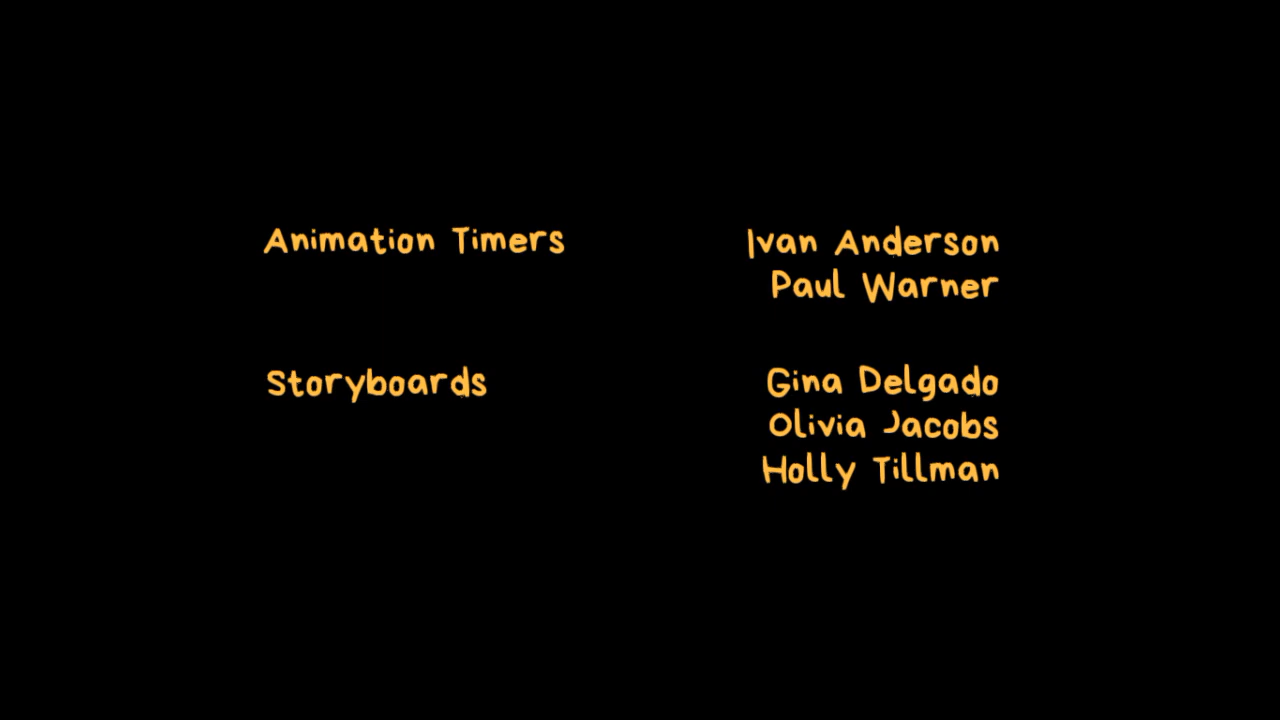 Animation Timers Ivan Anderson
Paul Warner
Storyboards Gina Delgado
Olivia Jacobs
Holly Tillman